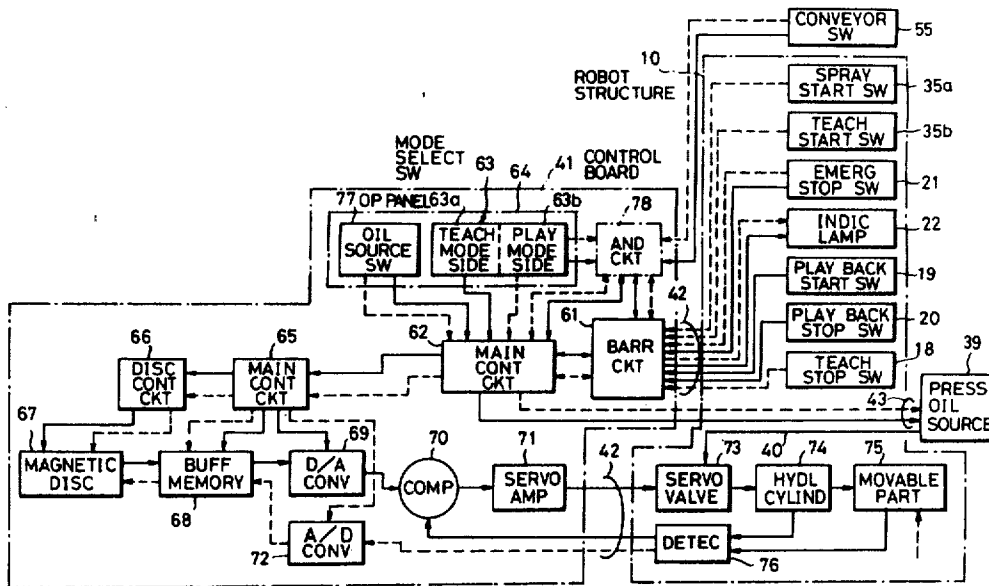 CONVEYOR
SW
55
10
ROBOT
STRUCTURE
SPRAY
START SW
35a
TEACH
START SW
35b
MODE
SELECT
SW
63
64
41
CONTROL
BOARD
EMERG
STOP SW
21
77
OP PANEL
63a
63b
78
INDIC
LAMP
22
OIL
SOURCE
SW
TEACH
MODE
SIDE
PLAY
MODE
SIDE
AND
CKT
PLAY BACK
START SW
19
61
42
PLAY BACK
STOP SW
20
66
65
62
MAIN
CONT
CKT
BARR
CKT
TEACH
STOP SW
18
39
DISC
CONT
CKT
MAIN
CONT
CKT
43
PRESS
OIL
SOURCE
67
69
70
71
42
73
40
74
75
MAGNETIC
DISC
BUFF
MEMORY
68
D/A
CONV
COMP
SERVO
AMP
SERVO
VALVE
HYDL
CYLIND
MOVABLE
PART
72
A/D
CONV
DETEC
76